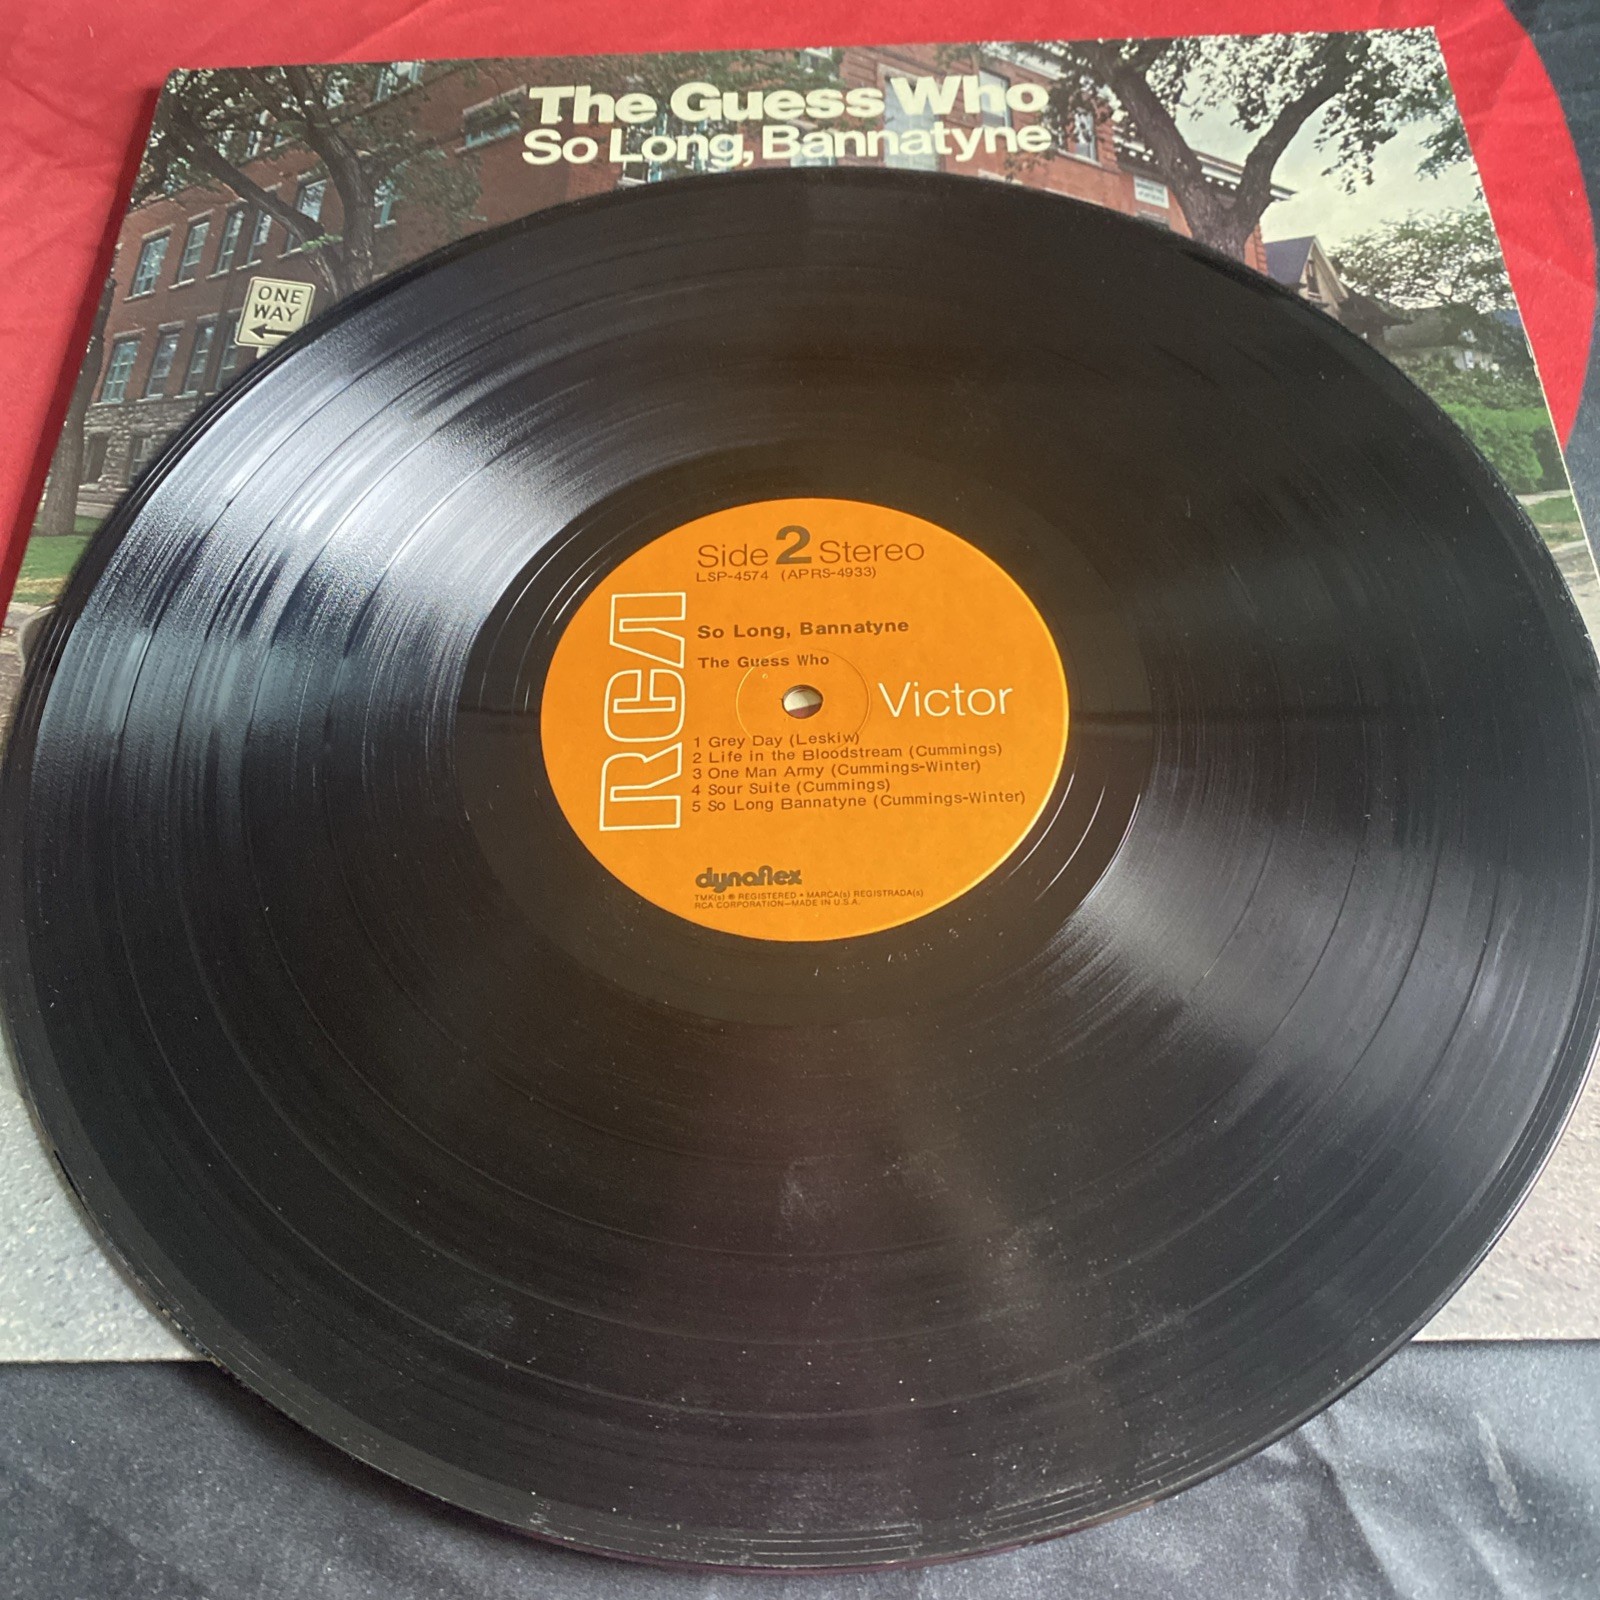 The Guess Who
So Long, Bannatyne
ONE
WAY
Side 2 Stereo
LSP-4574 (APRS-4933)
RCA
So Long, Bannatyne
The Guess Who
Victor
1 Grey Day (Leskiw)
2 Life in the Bloodstream (Cummings)
3 One Man Army (Cummings-Winter)
4 Sour Suite (Cummings)
5 So Long Bannatyne (Cummings-Winter)
dynaflex
TMK(s) ® REGISTERED • MARCA(s) REGISTRADA(s)
RCA CORPORATION—MADE IN U.S.A.